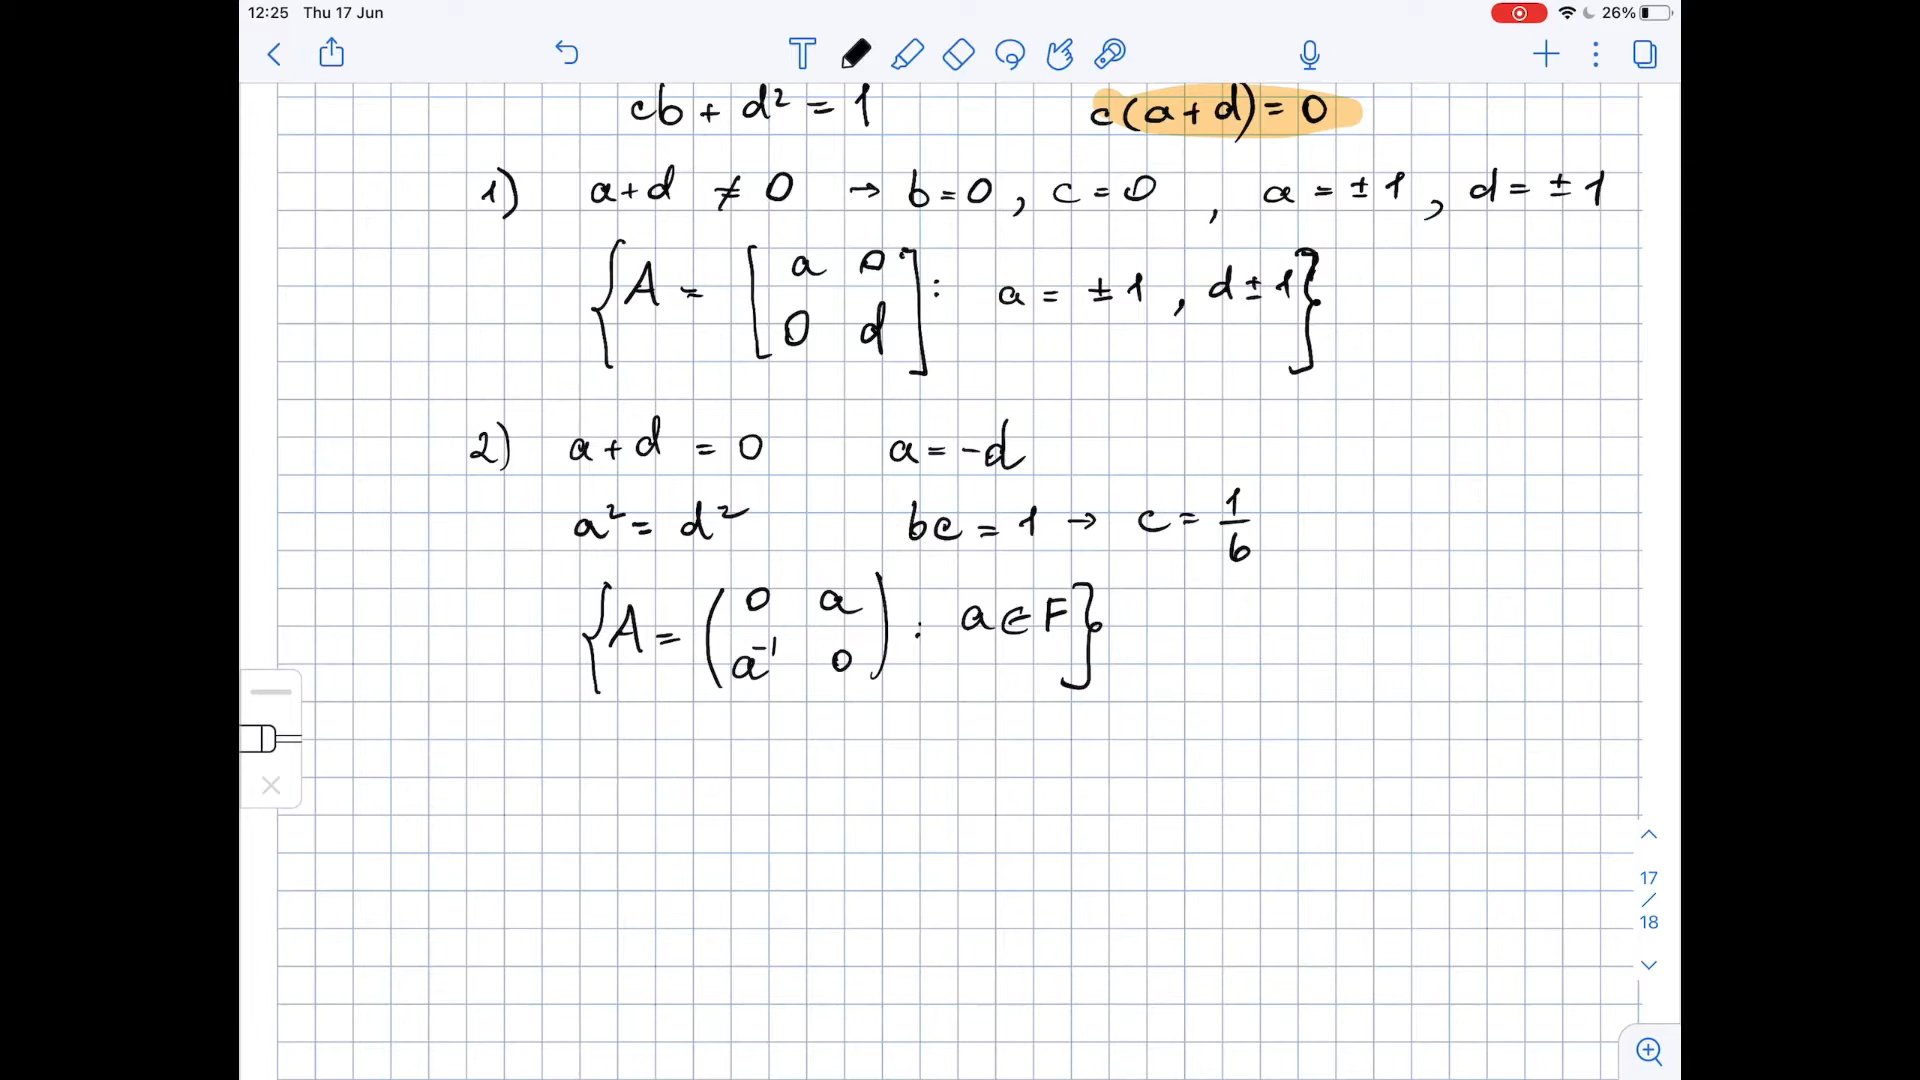 12:25 Thu 17 Jun 26%
cb + d² = 1 c(a+d) = 0
1) a+d ≠ 0 → b=0, c=0, a = ±1, d = ±1
{A = [a 0
0 d] : a = ±1, d ± 1}
2) a+d = 0 a = -d
a² = d² bc = 1 → c = 1/b
{A = (0 a
a⁻¹ 0) : a ∈ F}
17
/
18